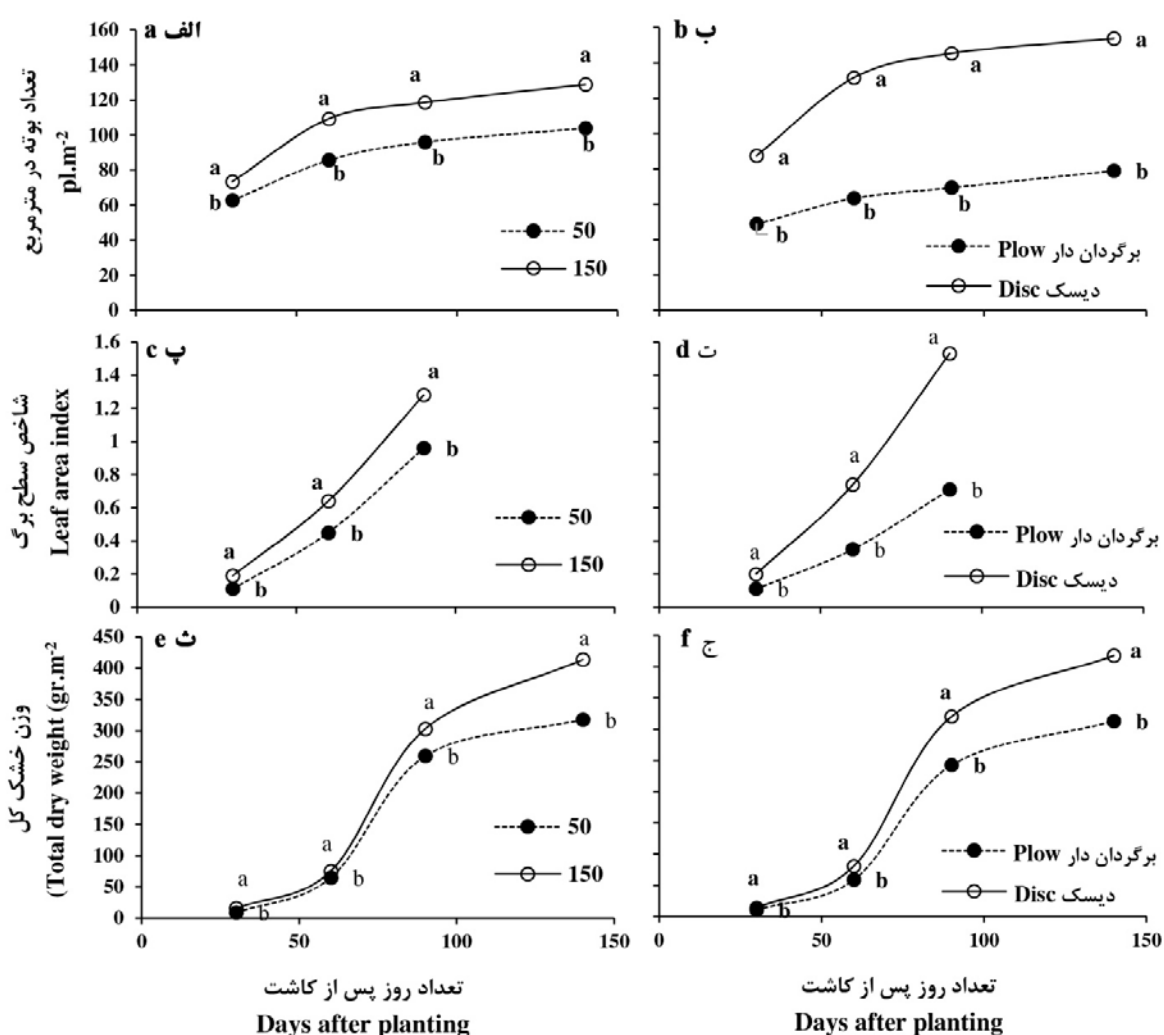 الف a
160
140
120
100
80
60
40
20
0
تعداد بوته در مترمربع
pl.m-2
a
a
a
a
b
b
b
b
50
150
ب b
a
a
a
a
b
b
b
b
برگردان دار Plow
دیسک Disc
پ c
1.6
1.4
1.2
1
0.8
0.6
0.4
0.2
0
شاخص سطح برگ
Leaf area index
a
a
a
b
b
b
50
150
ت d
a
a
a
b
b
b
برگردان دار Plow
دیسک Disc
ث e
450
400
350
300
250
200
150
100
50
0
وزن خشک کل
(Total dry weight (gr.m-2
a
a
a
a
b
b
b
b
50
150
0 50 100 150
تعداد روز پس از کاشت
Days after planting
ج f
a
a
a
a
b
b
b
b
برگردان دار Plow
دیسک Disc
0 50 100 150
تعداد روز پس از کاشت
Days after planting